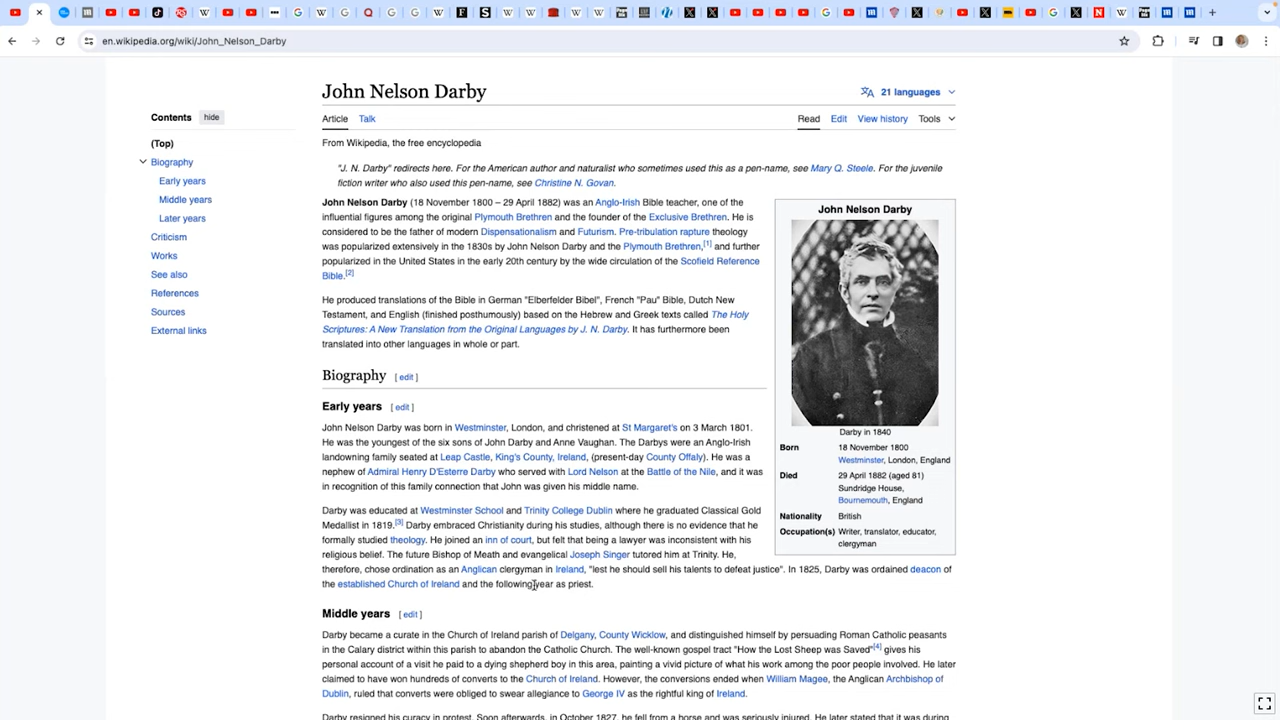 en.wikipedia.org/wiki/John_Nelson_Darby
John Nelson Darby
21 languages
Contents hide
Article Talk
Read Edit View history Tools
(Top)
Biography
Early years
Middle years
Later years
Criticism
Works
See also
References
Sources
External links
From Wikipedia, the free encyclopedia
"J. N. Darby" redirects here. For the American author and naturalist who sometimes used this as a pen-name, see Mary Q. Steele. For the juvenile
fiction writer who also used this pen-name, see Christine N. Govan.
John Nelson Darby (18 November 1800 – 29 April 1882) was an Anglo-Irish Bible teacher, one of the
influential figures among the original Plymouth Brethren and the founder of the Exclusive Brethren. He is
considered to be the father of modern Dispensationalism and Futurism. Pre-tribulation rapture theology
was popularized extensively in the 1830s by John Nelson Darby and the Plymouth Brethren,[1] and further
popularized in the United States in the early 20th century by the wide circulation of the Scofield Reference
Bible.[2]
He produced translations of the Bible in German "Elberfelder Bibel", French "Pau" Bible, Dutch New
Testament, and English (finished posthumously) based on the Hebrew and Greek texts called The Holy
Scriptures: A New Translation from the Original Languages by J. N. Darby. It has furthermore been
translated into other languages in whole or part.
John Nelson Darby
Darby in 1840
Born 18 November 1800
Westminster, London, England
Died 29 April 1882 (aged 81)
Sundridge House,
Bournemouth, England
Nationality British
Occupation(s) Writer, translator, educator,
clergyman
Biography [ edit ]
Early years [ edit ]
John Nelson Darby was born in Westminster, London, and christened at St Margaret's on 3 March 1801.
He was the youngest of the six sons of John Darby and Anne Vaughan. The Darbys were an Anglo-Irish
landowning family seated at Leap Castle, King's County, Ireland, (present-day County Offaly). He was a
nephew of Admiral Henry D'Esterre Darby who served with Lord Nelson at the Battle of the Nile, and it was
in recognition of this family connection that John was given his middle name.
Darby was educated at Westminster School and Trinity College Dublin where he graduated Classical Gold
Medallist in 1819.[3] Darby embraced Christianity during his studies, although there is no evidence that he
formally studied theology. He joined an inn of court, but felt that being a lawyer was inconsistent with his
religious belief. The future Bishop of Meath and evangelical Joseph Singer tutored him at Trinity. He,
therefore, chose ordination as an Anglican clergyman in Ireland, "lest he should sell his talents to defeat justice". In 1825, Darby was ordained deacon of
the established Church of Ireland and the following year as priest.
Middle years [ edit ]
Darby became a curate in the Church of Ireland parish of Delgany, County Wicklow, and distinguished himself by persuading Roman Catholic peasants
in the Calary district within this parish to abandon the Catholic Church. The well-known gospel tract "How the Lost Sheep was Saved"[4] gives his
personal account of a visit he paid to a dying shepherd boy in this area, painting a vivid picture of what his work among the poor people involved. He later
claimed to have won hundreds of converts to the Church of Ireland. However, the conversions ended when William Magee, the Anglican Archbishop of
Dublin, ruled that converts were obliged to swear allegiance to George IV as the rightful king of Ireland.
Darby resigned his curacy in protest. Soon afterwards, in October 1827, he fell from a horse and was seriously injured. He later stated that it was during